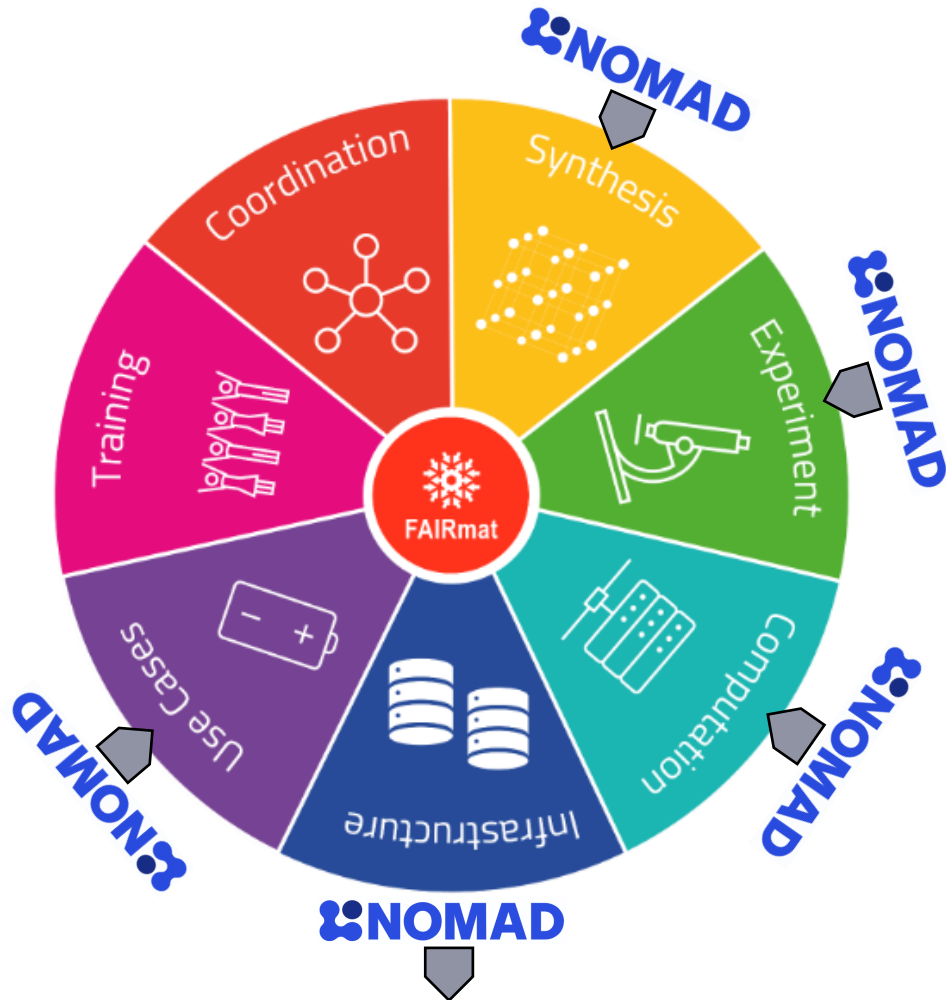 NOMAD
Coordination
Synthesis
NOMAD
Experiment
Training
FAIRmat
Computation
NOMAD
Use Cases
NOMAD
Infrastructure
NOMAD